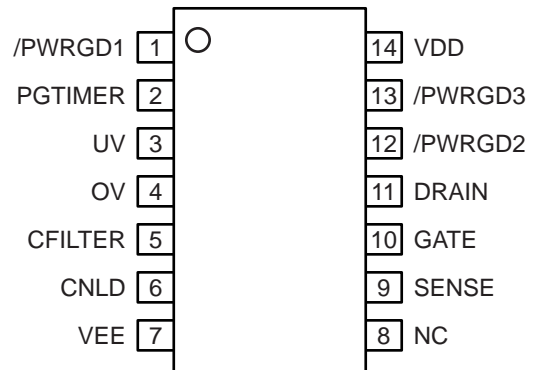 /PWRGD1 1 14 VDD
PGTIMER 2 13 /PWRGD3
UV 3 12 /PWRGD2
OV 4 11 DRAIN
CFILTER 5 10 GATE
CNLD 6 9 SENSE
VEE 7 8 NC